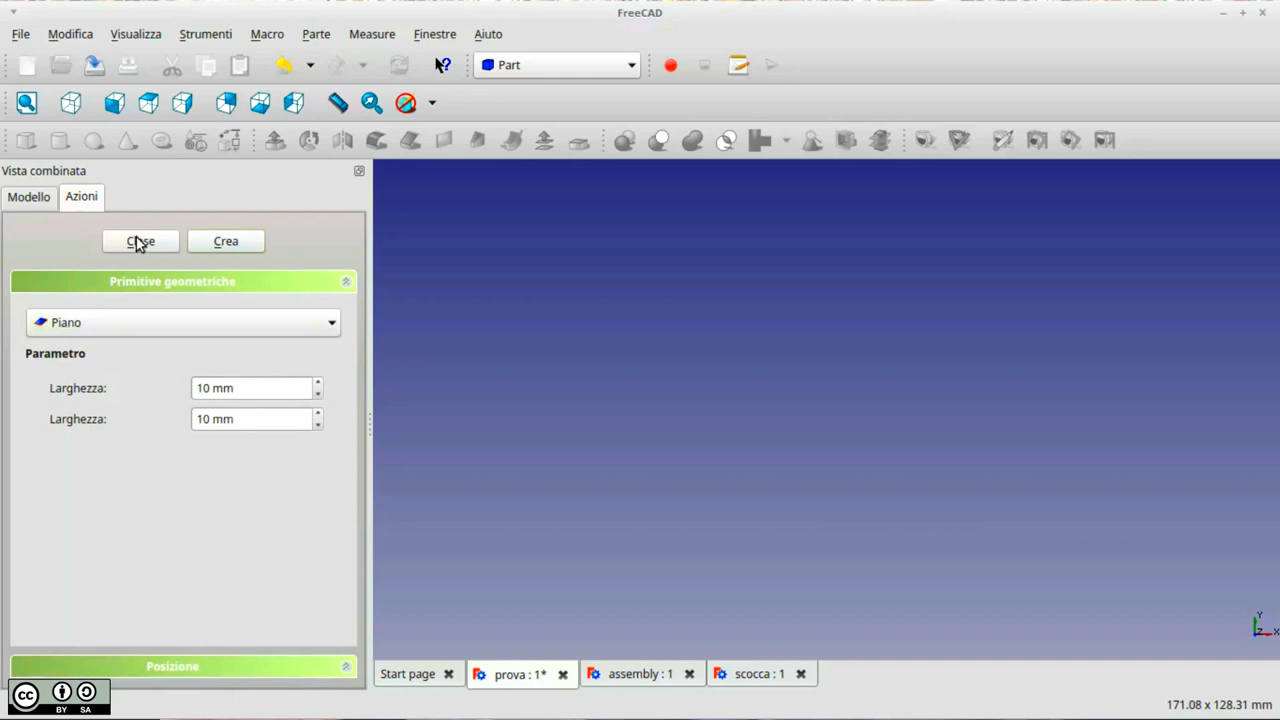 FreeCAD
File Modifica Visualizza Strumenti Macro Parte Measure Finestre Aiuto
Part
Vista combinata
Modello Azioni
Close Crea
Primitive geometriche
Piano
Parametro
Larghezza: 10 mm
Larghezza: 10 mm
Posizione
Start page prova : 1* assembly : 1 scocca : 1
Y
Z X
cc BY SA
171.08 x 128.31 mm